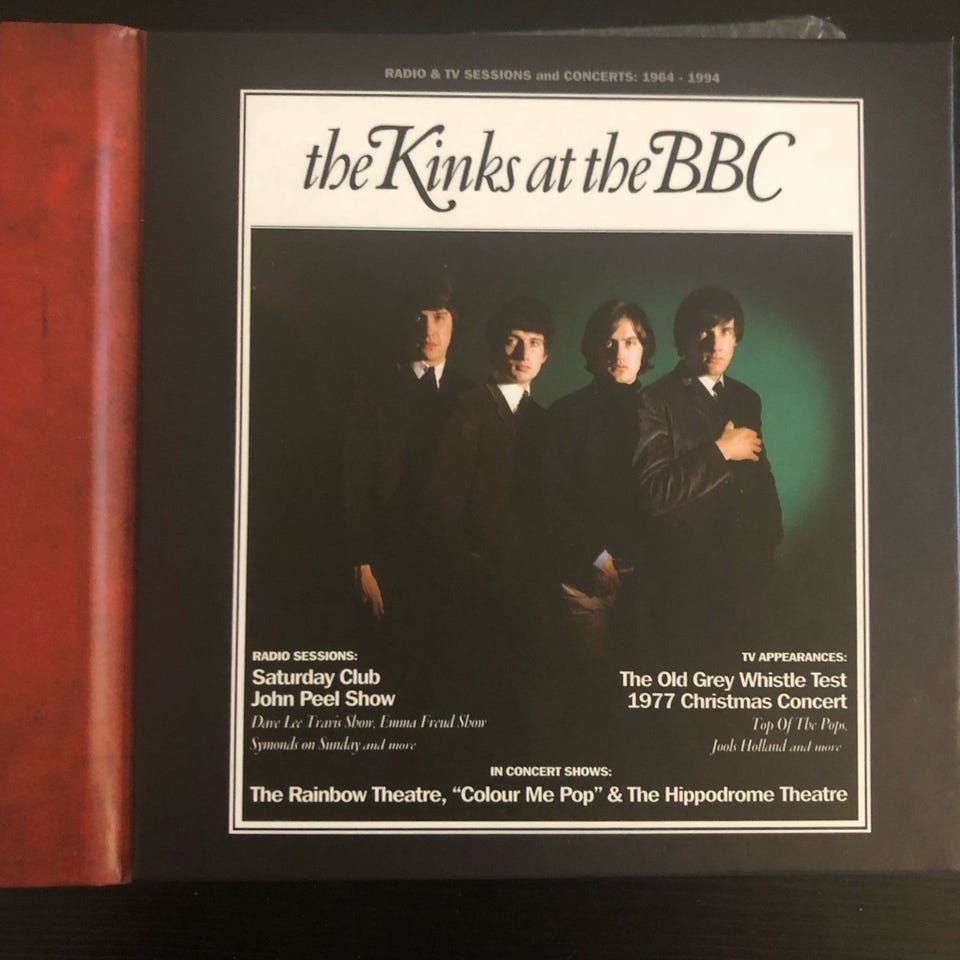 RADIO & TV SESSIONS and CONCERTS: 1964 - 1994
the Kinks at the BBC
RADIO SESSIONS:
Saturday Club
John Peel Show
Dave Lee Travis Show, Emma Freud Show
Symonds on Sunday and more
TV APPEARANCES:
The Old Grey Whistle Test
1977 Christmas Concert
Top Of The Pops,
Jools Holland and more
IN CONCERT SHOWS:
The Rainbow Theatre, “Colour Me Pop” & The Hippodrome Theatre